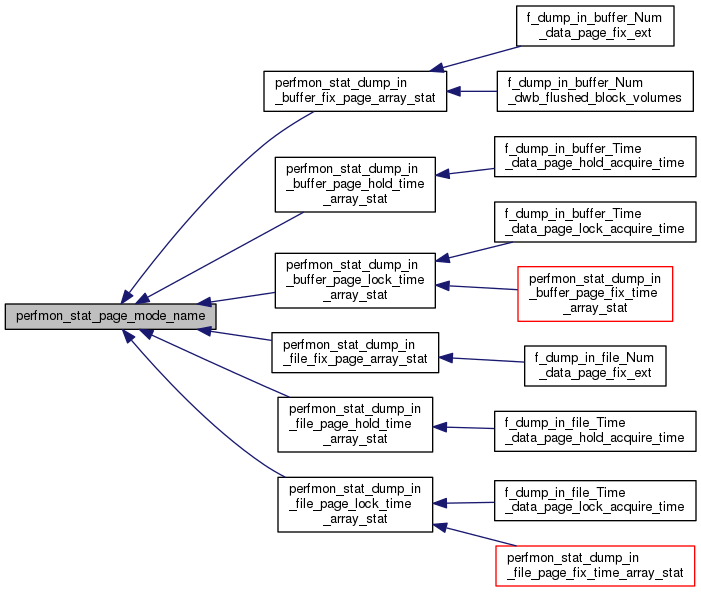 f_dump_in_buffer_Num
_data_page_fix_ext
perfmon_stat_dump_in
_buffer_fix_page_array_stat
f_dump_in_buffer_Num
_dwb_flushed_block_volumes
f_dump_in_buffer_Time
_data_page_hold_acquire_time
perfmon_stat_dump_in
_buffer_page_hold_time
_array_stat
f_dump_in_buffer_Time
_data_page_lock_acquire_time
perfmon_stat_dump_in
_buffer_page_lock_time
_array_stat
perfmon_stat_dump_in
_buffer_page_fix_time
_array_stat
perfmon_stat_page_mode_name
perfmon_stat_dump_in
_file_fix_page_array_stat
f_dump_in_file_Num
_data_page_fix_ext
perfmon_stat_dump_in
_file_page_hold_time
_array_stat
f_dump_in_file_Time
_data_page_hold_acquire_time
perfmon_stat_dump_in
_file_page_lock_time
_array_stat
f_dump_in_file_Time
_data_page_lock_acquire_time
perfmon_stat_dump_in
_file_page_fix_time_array_stat